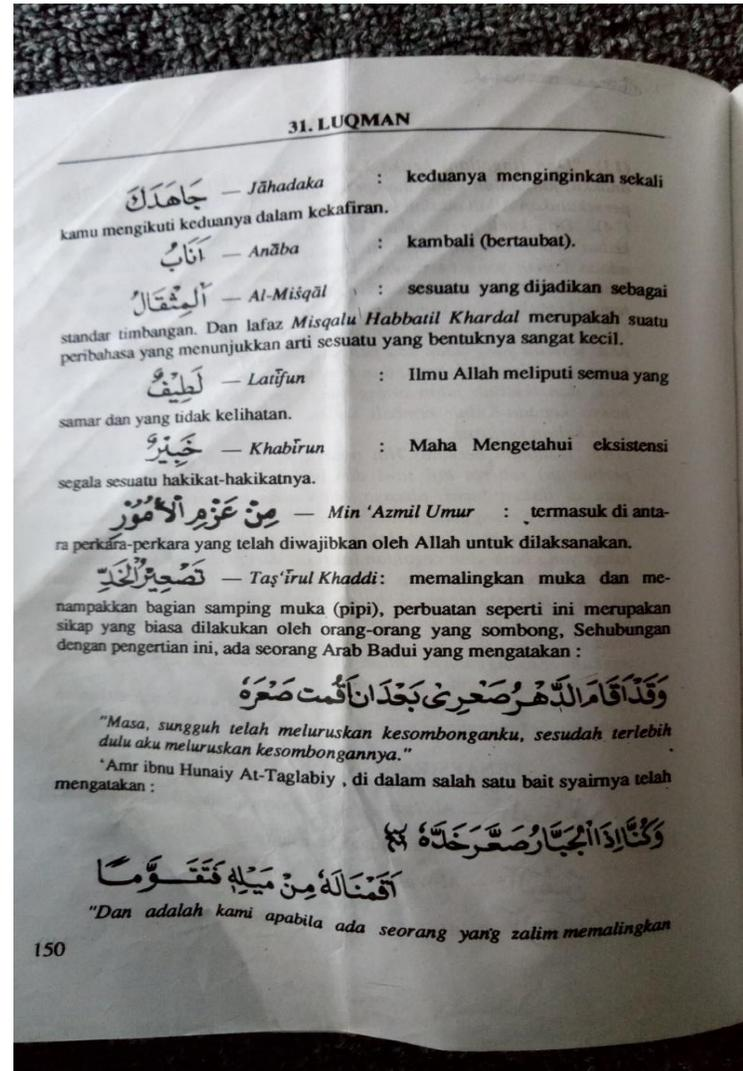 31. LUQMAN
جَاهَدَكَ — Jāhadaka : keduanya menginginkan sekali
kamu mengikuti keduanya dalam kekafiran.
اَنَابَ — Anāba : kambali (bertaubat).
اَلْمِثْقَالُ — Al-Miṡqāl : sesuatu yang dijadikan sebagai
standar timbangan. Dan lafaz Misqalu Habbatil Khardal merupakah suatu
peribahasa yang menunjukkan arti sesuatu yang bentuknya sangat kecil.
لَطِيْفٌ — Latīfun : Ilmu Allah meliputi semua yang
samar dan yang tidak kelihatan.
خَبِيْرٌ — Khabīrun : Maha Mengetahui eksistensi
segala sesuatu hakikat-hakikatnya.
مِنْ عَزْمِ الْاُمُوْرِ — Min ‘Azmil Umur : termasuk di anta-
ra perkara-perkara yang telah diwajibkan oleh Allah untuk dilaksanakan.
تَصْعِيْرُ الْخَدِّ — Taṣ‘īrul Khaddi : memalingkan muka dan me-
nampakkan bagian samping muka (pipi), perbuatan seperti ini merupakan
sikap yang biasa dilakukan oleh orang-orang yang sombong, Sehubungan
dengan pengertian ini, ada seorang Arab Badui yang mengatakan :
وَقَدْ اَقَامَ الدَّهْرُ صَعْرِىْ بَعْدَ اَنْ اَقَمْتُ صَعْرَهُ
"Masa, sungguh telah meluruskan kesombonganku, sesudah terlebih
dulu aku meluruskan kesombongannya."
‘Amr ibnu Hunaiy At-Taglabiy , di dalam salah satu bait syairnya telah
mengatakan :
وَكُنَّا اِذَا الْجَبَّارُ صَعَّرَ خَدَّهُ
اَقَمْنَا لَهُ مِنْ مَيْلِهِ فَتَقَوَّمَا
"Dan adalah kami apabila ada seorang yang zalim memalingkan
150